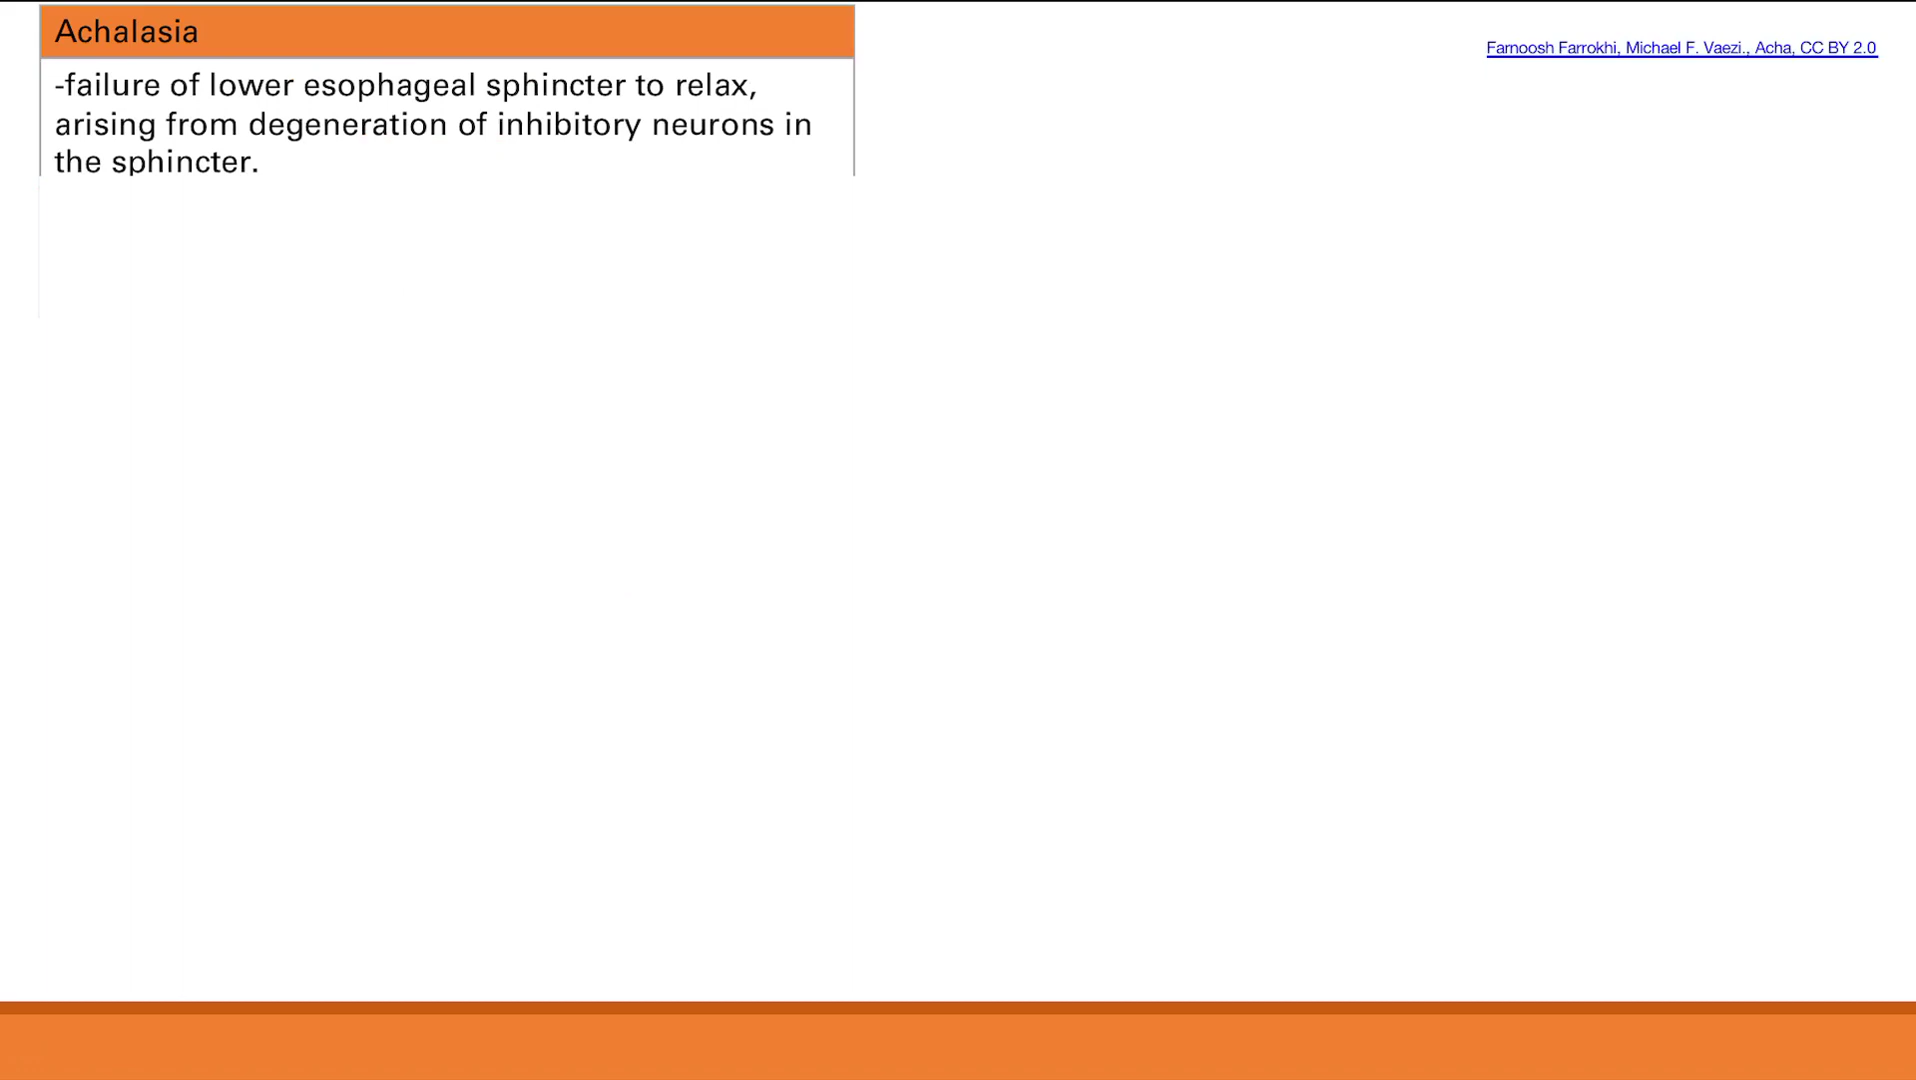 Achalasia
Farnoosh Farrokhi, Michael F. Vaezi., Acha, CC BY 2.0
-failure of lower esophageal sphincter to relax,
arising from degeneration of inhibitory neurons in
the sphincter.